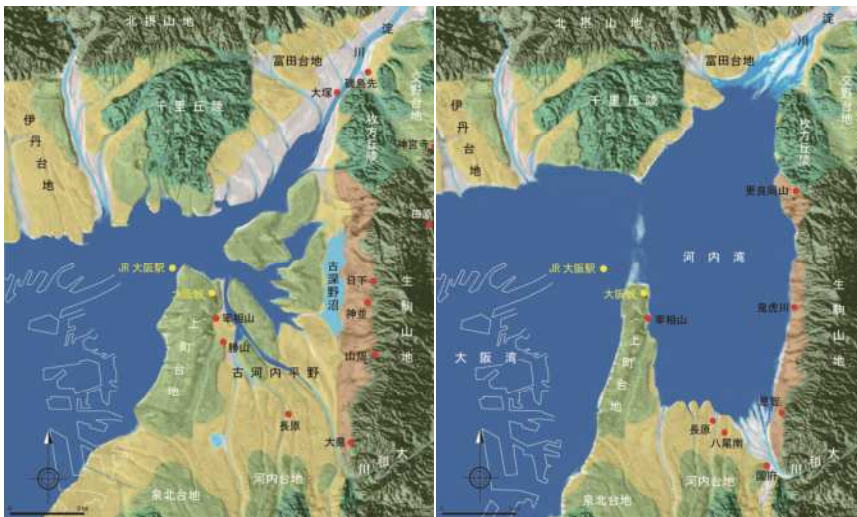 北摂山地
淀川
富田台地
磯島先
大塚
交野台地
千里丘陵
枚方丘陵
伊丹台地
神宮寺
田原
JR大阪駅
大阪城
古深野沼
日下
神並
生駒山地
宰相山
勝山
上町台地
山畑
古河内平野
長原
大県
大和川
泉北台地
河内台地
北摂山地
淀川
富田台地
交野台地
千里丘陵
枚方丘陵
伊丹台地
更良岡山
河内湾
JR大阪駅
大阪城
生駒山地
鬼虎川
宰相山
大阪湾
上町台地
恩智
長原
八尾南
大和川
国府
泉北台地
河内台地